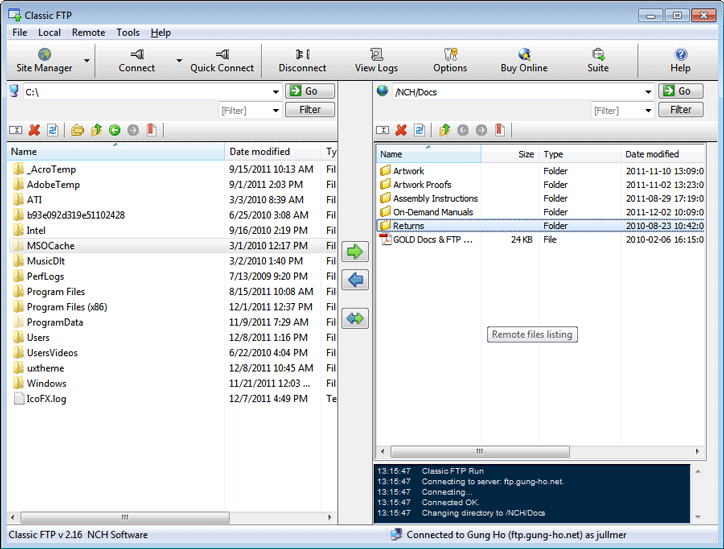 Classic FTP
File Local Remote Tools Help
Site Manager Connect Quick Connect Disconnect View Logs Options Buy Online Suite Help
C:\ Go
[Filter] Filter
Name Date modified Ty
_AcroTemp 9/15/2011 10:13 AM Fil
AdobeTemp 9/1/2011 2:03 PM Fil
ATI 3/3/2010 8:39 AM Fil
b93e092d319e51102428 6/25/2010 3:08 AM Fil
Intel 9/16/2010 2:19 PM Fil
MSOCache 3/1/2010 12:17 PM Fil
MusicDlt 3/2/2010 1:40 PM Fil
PerfLogs 7/13/2009 9:20 PM Fil
Program Files 8/15/2011 10:08 AM Fil
Program Files (x86) 12/1/2011 12:37 PM Fil
ProgramData 11/9/2011 7:29 AM Fil
Users 12/8/2011 1:16 PM Fil
UsersVideos 6/22/2010 4:04 PM Fil
uxtheme 12/8/2011 10:45 AM Fil
Windows 11/21/2011 12:03 ... Fil
IcoFX.log 12/7/2011 4:49 PM Te
/NCH/Docs Go
[Filter] Filter
Name Size Type Date modified
Artwork Folder 2011-11-10 13:09:0
Artwork Proofs Folder 2011-11-02 13:23:0
Assembly Instructions Folder 2011-08-29 17:19:0
On-Demand Manuals Folder 2011-12-02 10:09:0
Returns Folder 2010-08-23 10:42:0
GOLD Docs & FTP ... 24 KB File 2010-02-06 16:15:0
Remote files listing
13:15:47 Classic FTP Run
13:15:47 Connecting to server: ftp.gung-ho.net.
13:15:47 Connecting...
13:15:47 Connected OK.
13:15:47 Changing directory to /NCH/Docs
Classic FTP v 2.16 NCH Software
Connected to Gung Ho (ftp.gung-ho.net) as jullmer